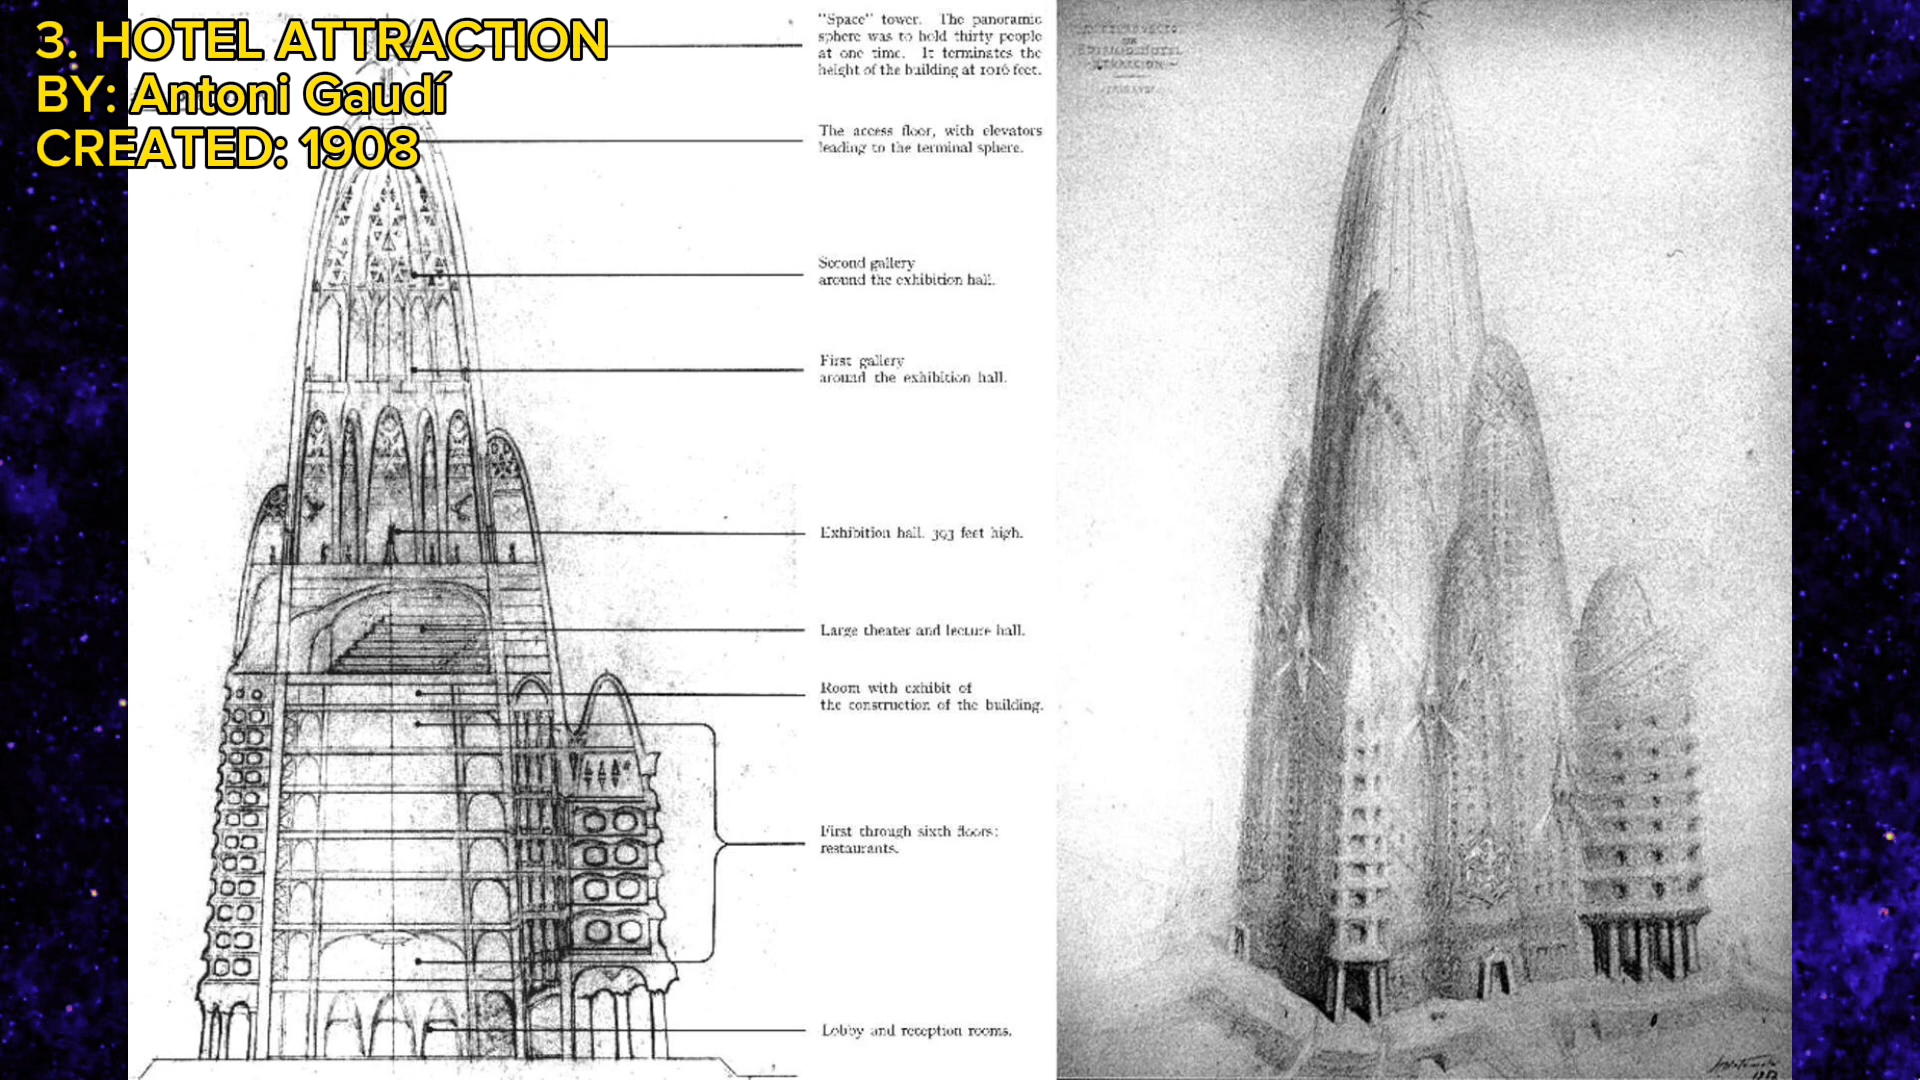 3. HOTEL ATTRACTION
BY: Antoni Gaudí
CREATED: 1908
"Space" tower. The panoramic
sphere was to hold thirty people
at one time. It terminates the
height of the building at 1016 feet.
The access floor, with elevators
leading to the terminal sphere.
Second gallery
around the exhibition hall.
First gallery
around the exhibition hall.
Exhibition hall. 393 feet high.
Large theater and lecture hall.
Room with exhibit of
the construction of the building.
First through sixth floors:
restaurants.
Lobby and reception rooms.